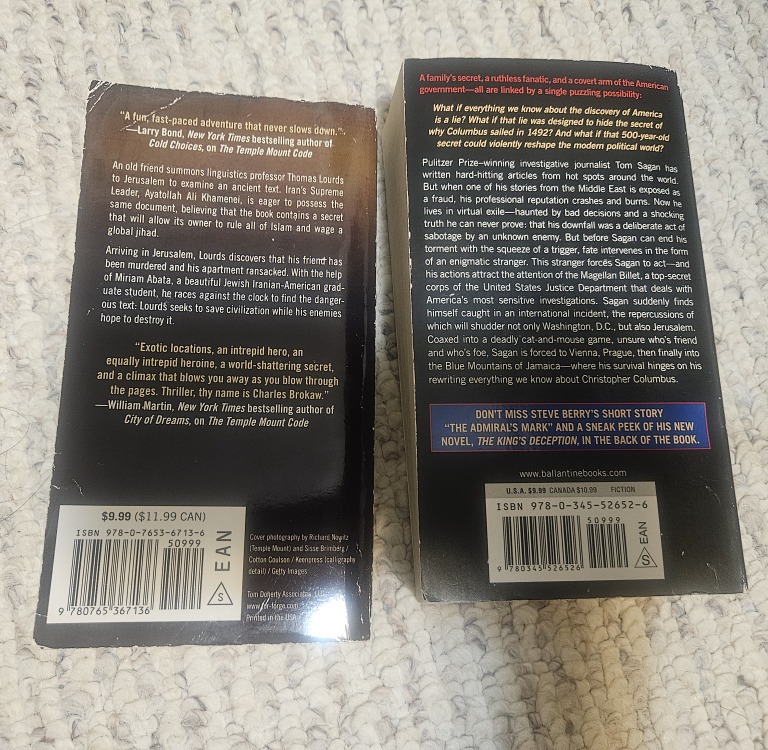 "A fun, fast-paced adventure that never slows down."
—Larry Bond, New York Times bestselling author of
Cold Choices, on The Temple Mount Code
An old friend summons linguistics professor Thomas Lourds
to Jerusalem to examine an ancient text. Iran's Supreme
Leader, Ayatollah Ali Khamenei, is eager to possess the
same document, believing that the book contains a secret
that will allow its owner to rule all of Islam and wage a
global jihad.
Arriving in Jerusalem, Lourds discovers that his friend has
been murdered and his apartment ransacked. With the help
of Miriam Abata, a beautiful Jewish Iranian-American grad-
uate student, he races against the clock to find the danger-
ous text: Lourds seeks to save civilization while his enemies
hope to destroy it.
"Exotic locations, an intrepid hero, an
equally intrepid heroine, a world-shattering secret,
and a climax that blows you away as you blow through
the pages. Thriller, thy name is Charles Brokaw."
—William Martin, New York Times bestselling author of
City of Dreams, on The Temple Mount Code
$9.99 ($11.99 CAN)
ISBN 978-0-7653-6713-6
50999
EAN
S
9 780765 367136
Cover photography by Richard Nowitz
(Temple Mount) and Sisse Brimberg /
Cotton Coulson / Keenpress (calligraphy
detail) / Getty Images
Tom Doherty Associates,
Printed in the USA
A family's secret, a ruthless fanatic, and a covert arm of the American
government—all are linked by a single puzzling possibility:
What if everything we know about the discovery of America
is a lie? What if that lie was designed to hide the secret of
why Columbus sailed in 1492? And what if that 500-year-old
secret could violently reshape the modern political world?
Pulitzer Prize–winning investigative journalist Tom Sagan has
written hard-hitting articles from hot spots around the world.
But when one of his stories from the Middle East is exposed as
a fraud, his professional reputation crashes and burns. Now he
lives in virtual exile—haunted by bad decisions and a shocking
truth he can never prove: that his downfall was a deliberate act of
sabotage by an unknown enemy. But before Sagan can end his
torment with the squeeze of a trigger, fate intervenes in the form
of an enigmatic stranger. This stranger forces Sagan to act—and
his actions attract the attention of the Magellan Billet, a top-secret
corps of the United States Justice Department that deals with
America's most sensitive investigations. Sagan suddenly finds
himself caught in an international incident, the repercussions of
which will shudder not only Washington, D.C., but also Jerusalem.
Coaxed into a deadly cat-and-mouse game, unsure who's friend
and who's foe, Sagan is forced to Vienna, Prague, then finally into
the Blue Mountains of Jamaica—where his survival hinges on his
rewriting everything we know about Christopher Columbus.
DON'T MISS STEVE BERRY'S SHORT STORY
"THE ADMIRAL'S MARK" AND A SNEAK PEEK OF HIS NEW
NOVEL, THE KING'S DECEPTION, IN THE BACK OF THE BOOK.
www.ballantinebooks.com
U.S.A. $9.99 CANADA $10.99 FICTION
ISBN 978-0-345-52652-6
50999
EAN
S
9 780345 526526